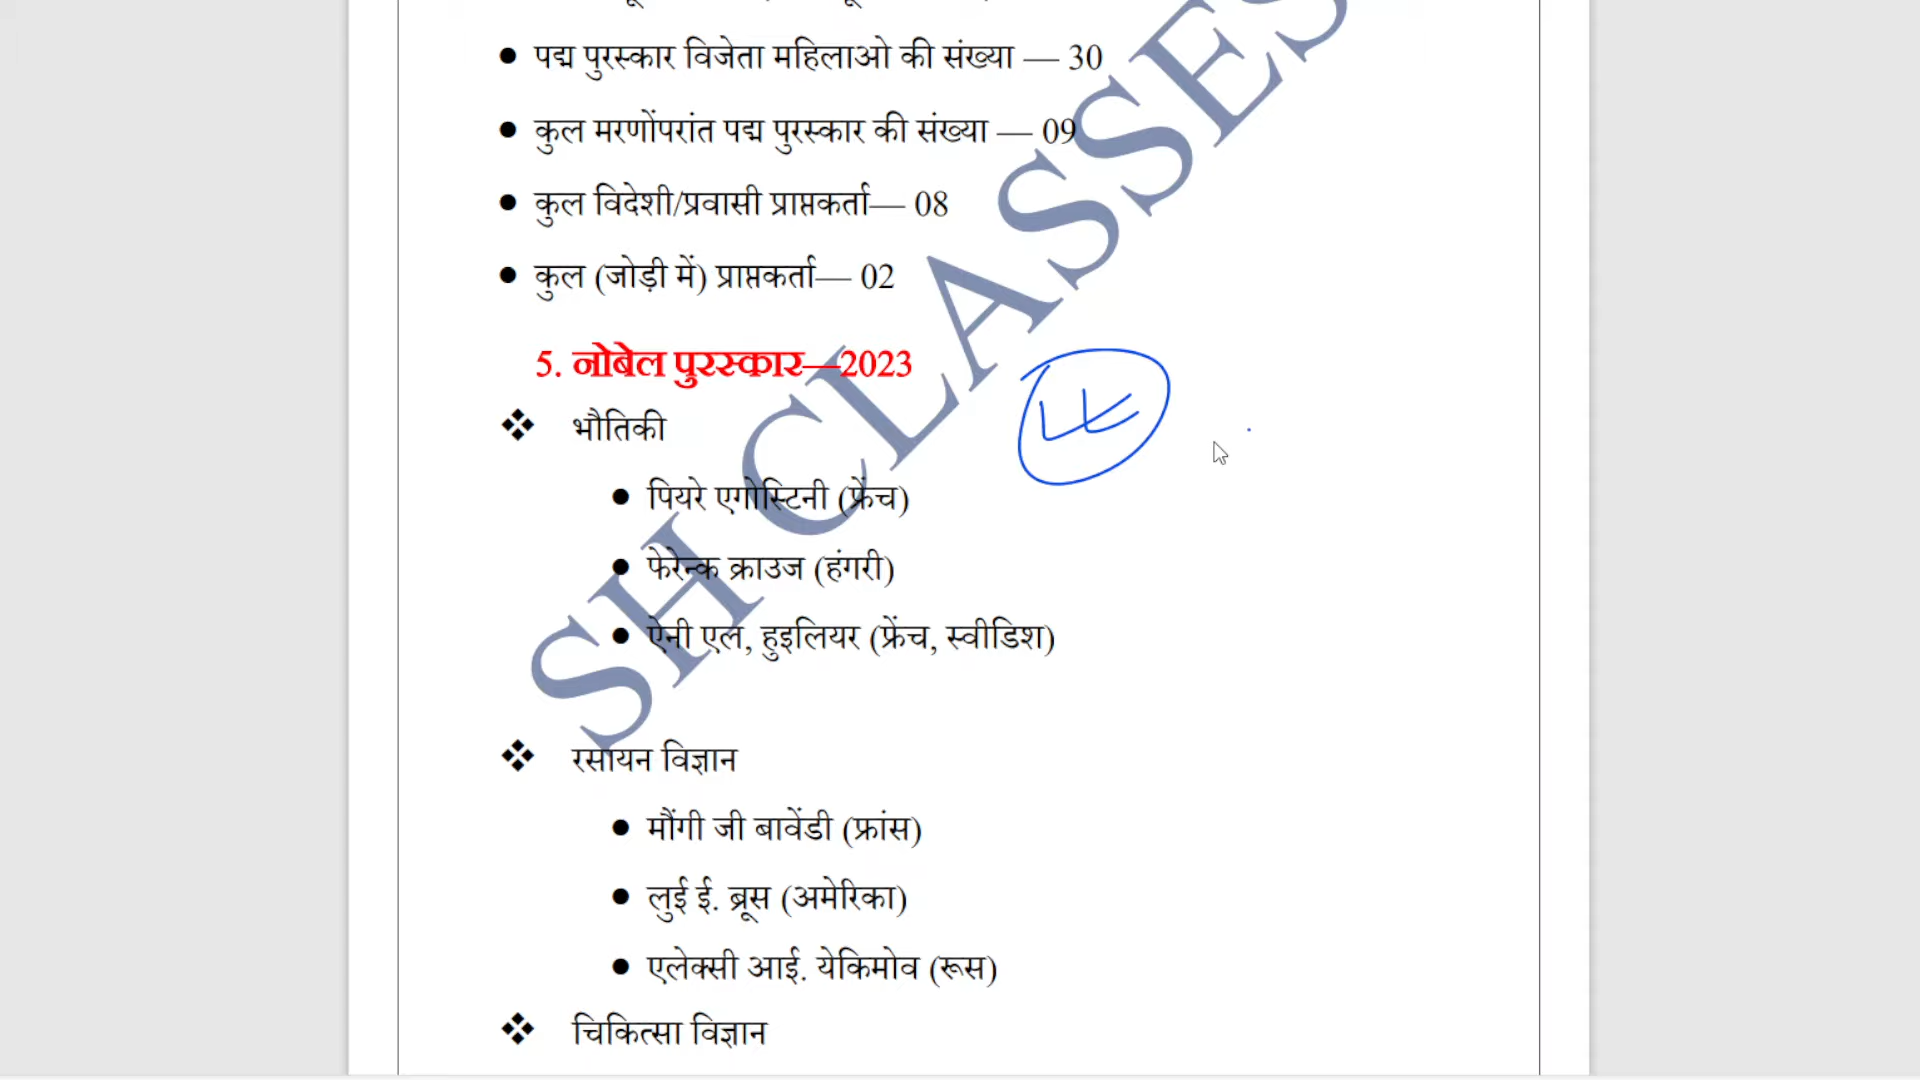 ● पद्म पुरस्कार विजेता महिलाओ की संख्या — 30
● कुल मरणोंपरांत पद्म पुरस्कार की संख्या — 09
● कुल विदेशी/प्रवासी प्राप्तकर्ता— 08
● कुल (जोड़ी में) प्राप्तकर्ता— 02
5. नोबेल पुरस्कार—2023
❖ भौतिकी
● पियरे एगोस्टिनी (फ्रेंच)
● फेरेन्क क्राउज (हंगरी)
● ऐनी एल, हुइलियर (फ्रेंच, स्वीडिश)
❖ रसायन विज्ञान
● मौंगी जी बावेंडी (फ्रांस)
● लुई ई. ब्रूस (अमेरिका)
● एलेक्सी आई. येकिमोव (रूस)
❖ चिकित्सा विज्ञान
SH CLASSES